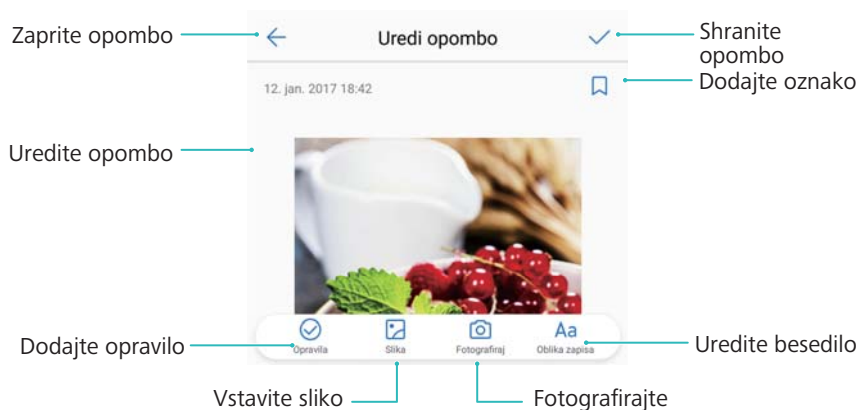 Zaprite opombo
Uredi opombo
Shranite
opombo
Dodajte oznako
12. jan. 2017 18:42
Uredite opombo
Dodajte opravilo
Opravila
Slika
Fotografiraj
Aa
Oblika zapisa
Uredite besedilo
Vstavite sliko
Fotografirajte